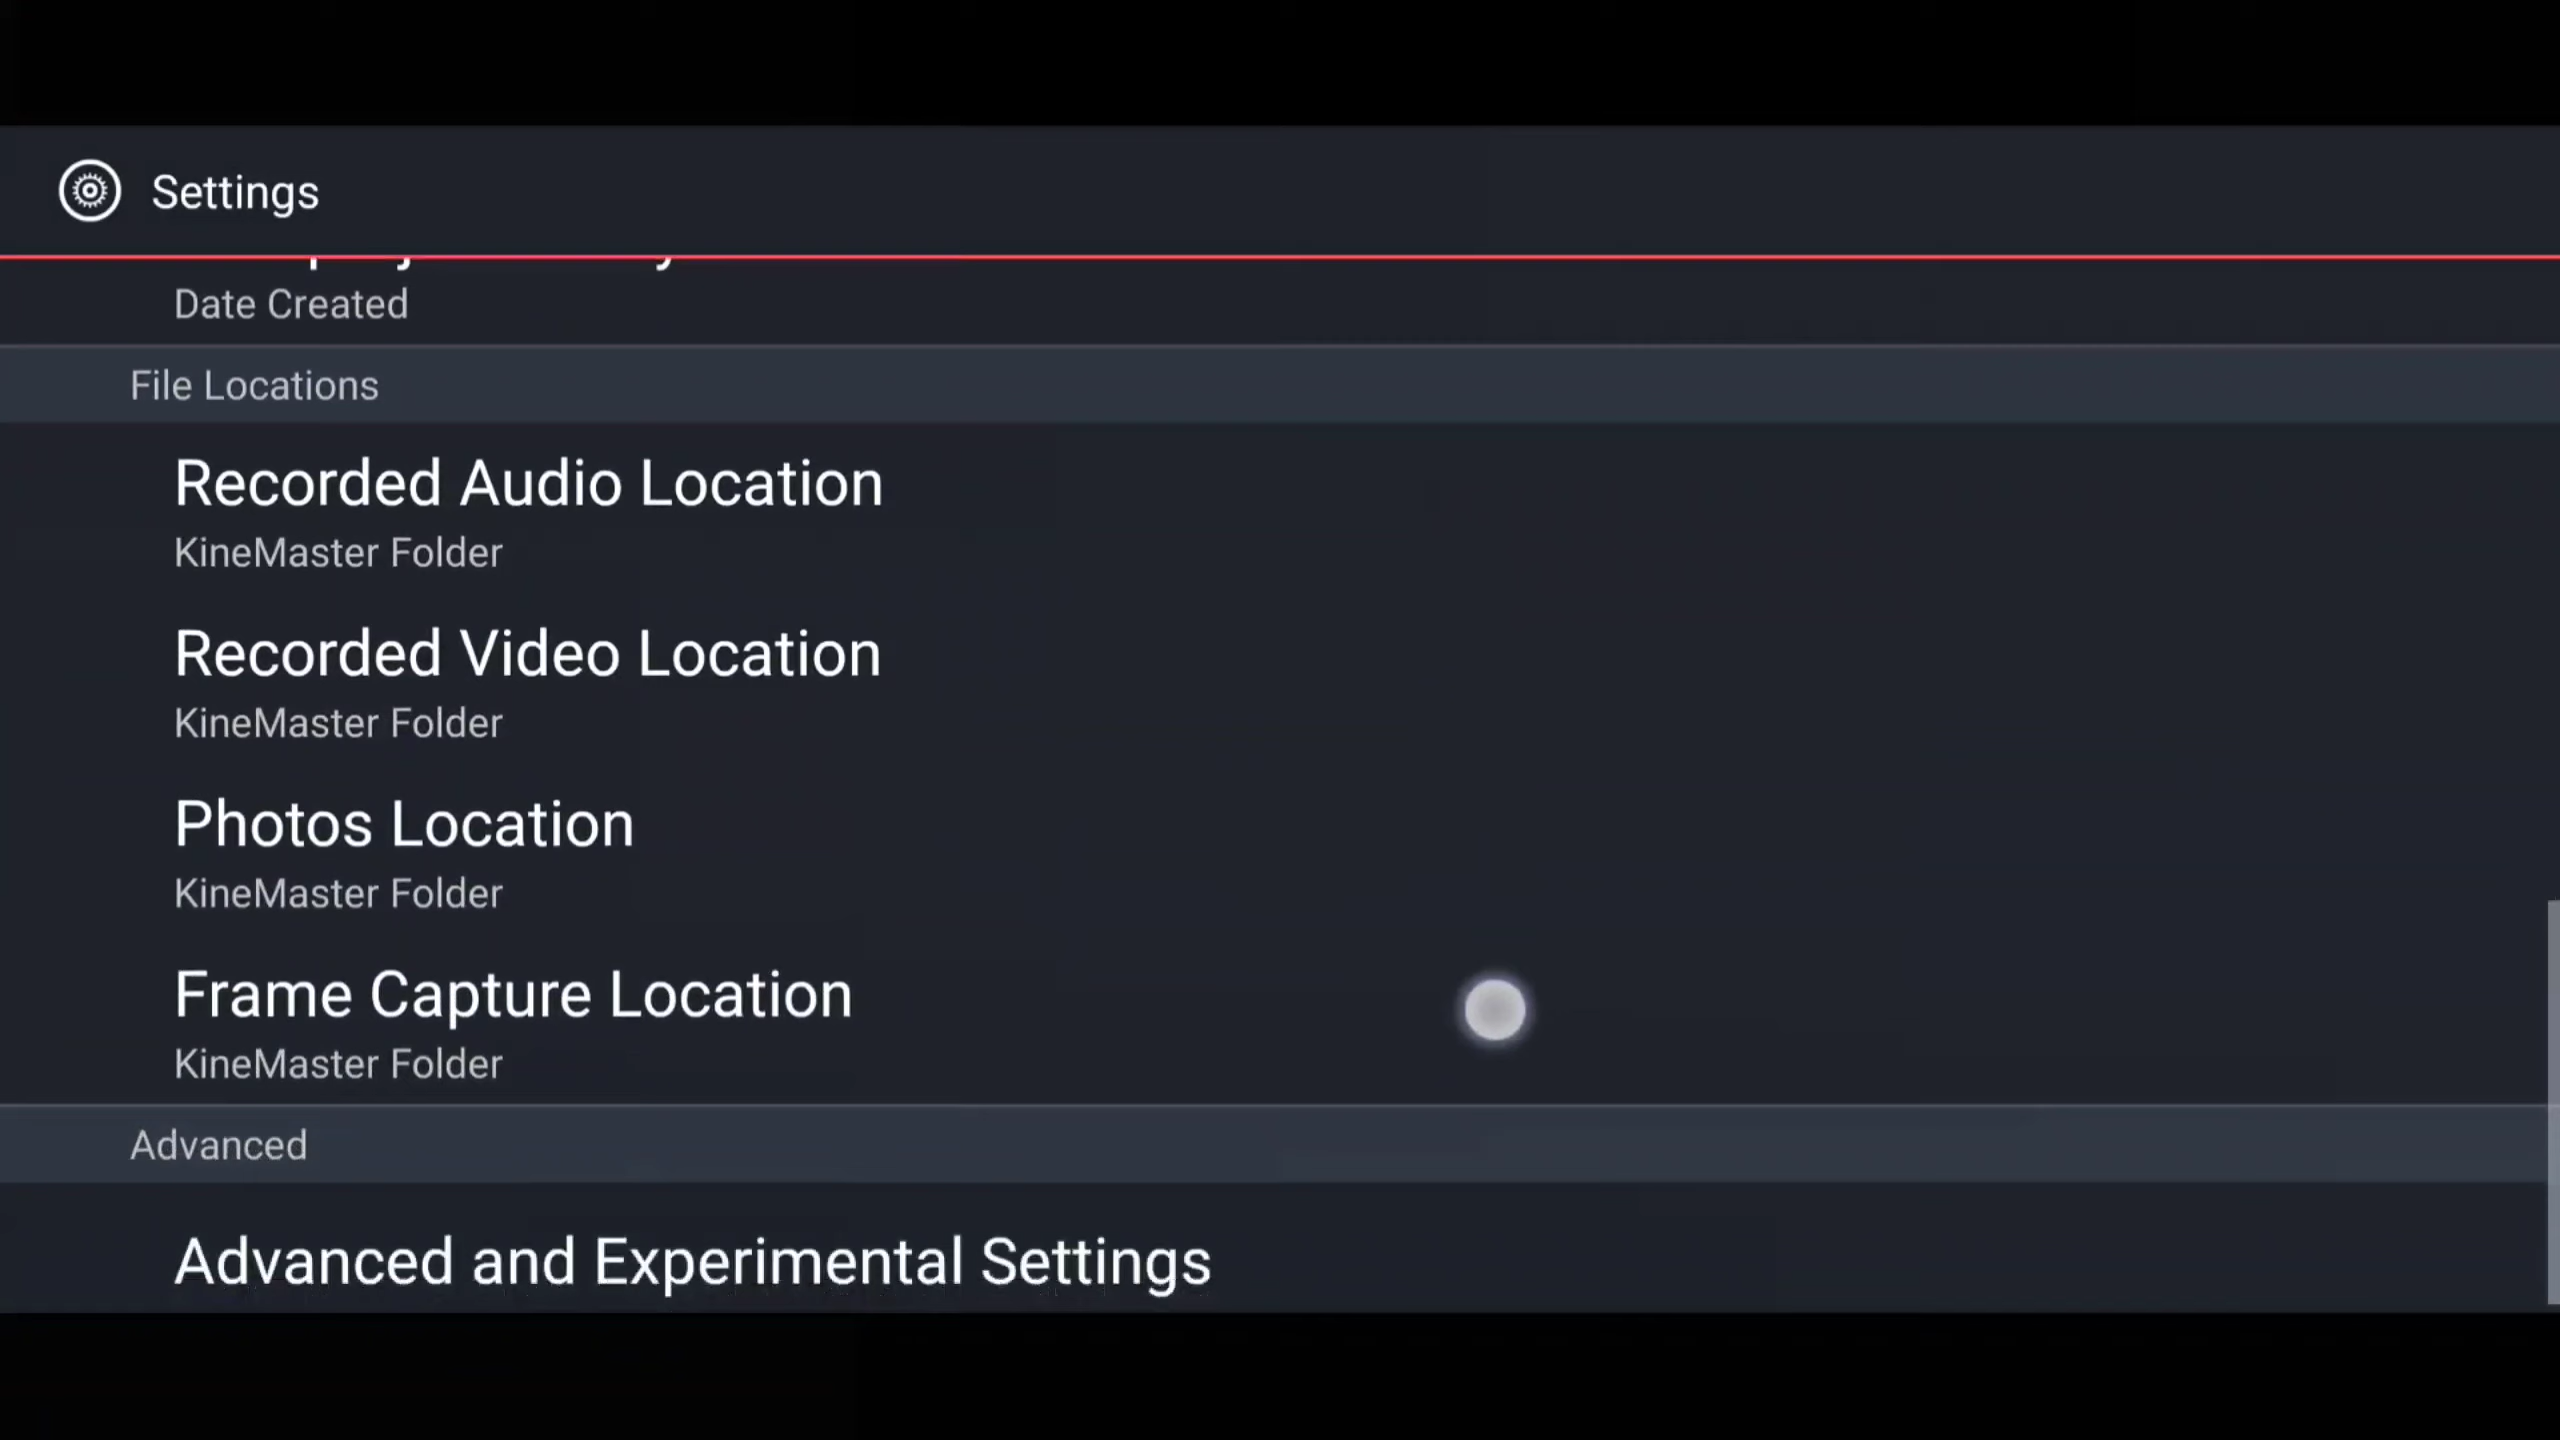 Settings
Date Created
File Locations
Recorded Audio Location
KineMaster Folder
Recorded Video Location
KineMaster Folder
Photos Location
KineMaster Folder
Frame Capture Location
KineMaster Folder
Advanced
Advanced and Experimental Settings